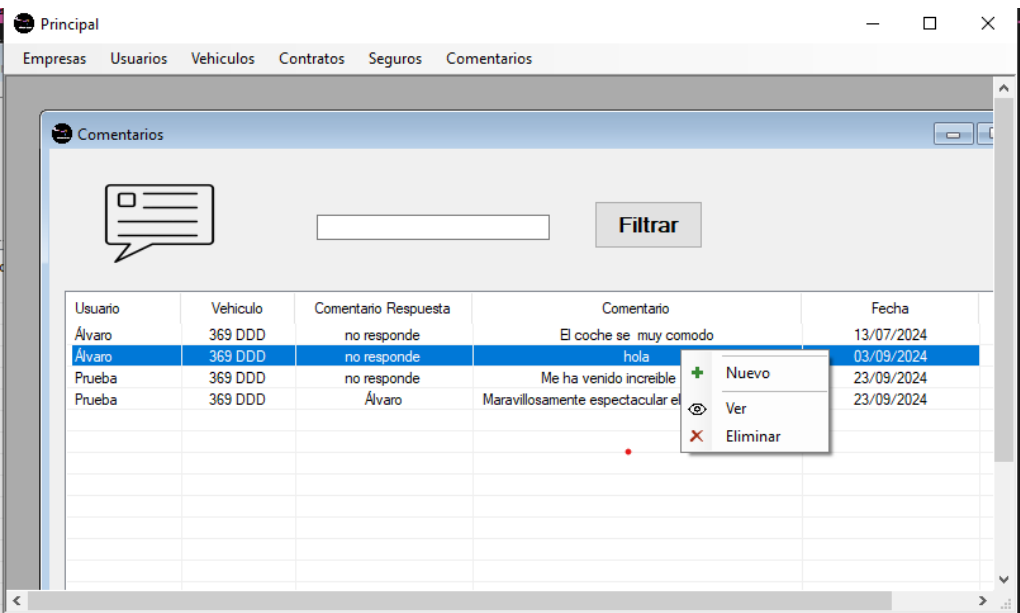 Principal
Empresas Usuarios Vehiculos Contratos Seguros Comentarios
Comentarios
Filtrar
Usuario Vehiculo Comentario Respuesta Comentario Fecha
Álvaro 369 DDD no responde El coche se muy comodo 13/07/2024
Álvaro 369 DDD no responde hola 03/09/2024
Prueba 369 DDD no responde Me ha venido increible 23/09/2024
Prueba 369 DDD Álvaro Maravillosamente espectacular el 23/09/2024
Nuevo
Ver
Eliminar